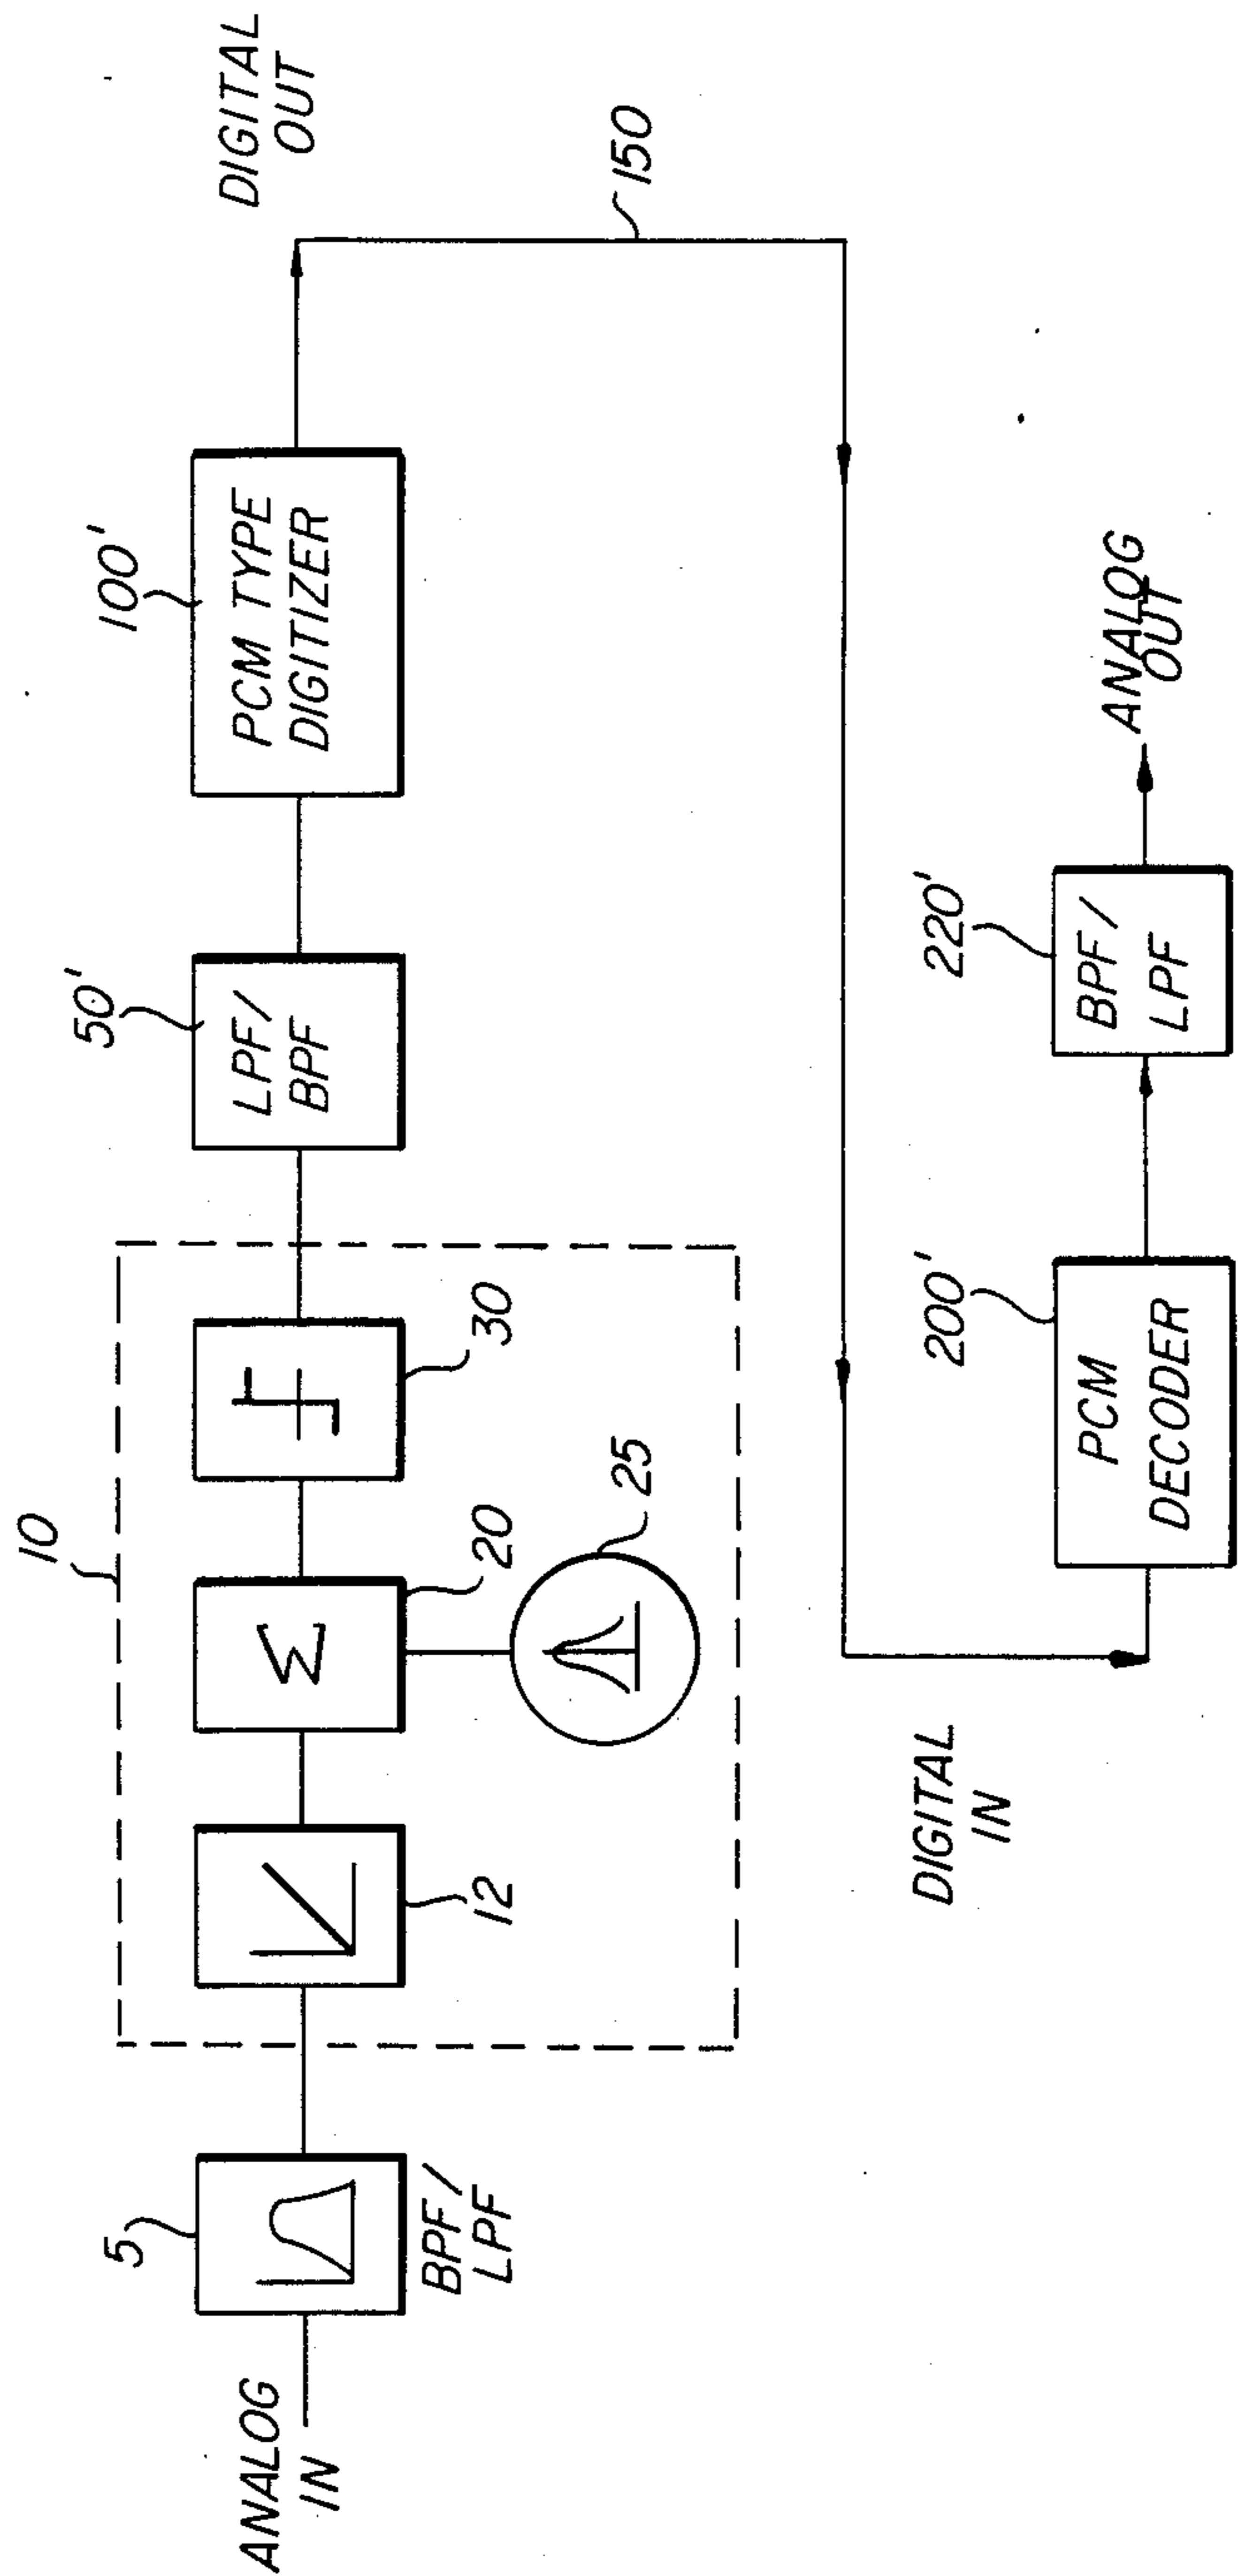 ANALOG
IN
5
BPF/
LPF
10
12
Σ
20
25
30
50'
LPF/
BPF
100'
PCM TYPE
DIGITIZER
DIGITAL
OUT
150
DIGITAL
IN
200'
PCM
DECODER
220'
BPF/
LPF
ANALOG
OUT